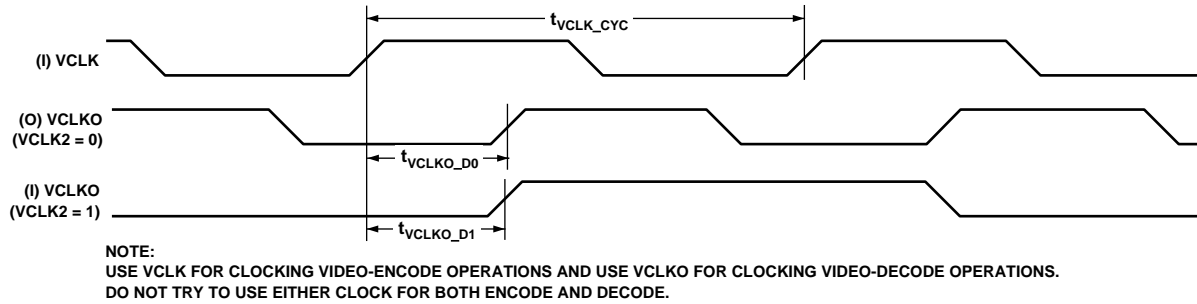 tVCLK_CYC
(I) VCLK
(O) VCLKO
(VCLK2 = 0)
tVCLKO_D0
(I) VCLKO
(VCLK2 = 1)
tVCLKO_D1
NOTE:
USE VCLK FOR CLOCKING VIDEO-ENCODE OPERATIONS AND USE VCLKO FOR CLOCKING VIDEO-DECODE OPERATIONS.
DO NOT TRY TO USE EITHER CLOCK FOR BOTH ENCODE AND DECODE.